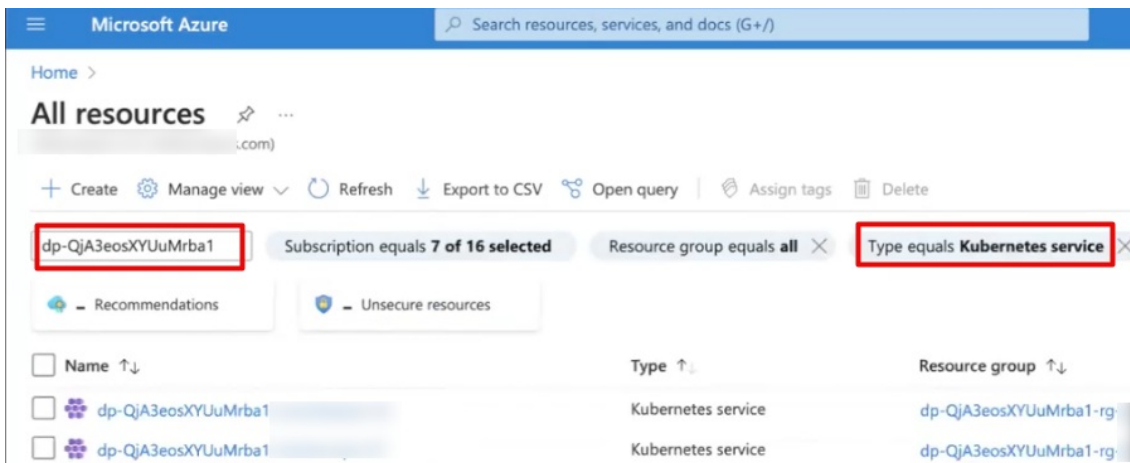 Microsoft Azure
Search resources, services, and docs (G+/)
Home >
All resources
.com)
Create Manage view Refresh Export to CSV Open query Assign tags Delete
dp-QjA3eosXYUuMrba1 Subscription equals 7 of 16 selected Resource group equals all Type equals Kubernetes service
Recommendations Unsecure resources
Name Type Resource group
dp-QjA3eosXYUuMrba1 Kubernetes service dp-QjA3eosXYUuMrba1-rg-
dp-QjA3eosXYUuMrba1 Kubernetes service dp-QjA3eosXYUuMrba1-rg-